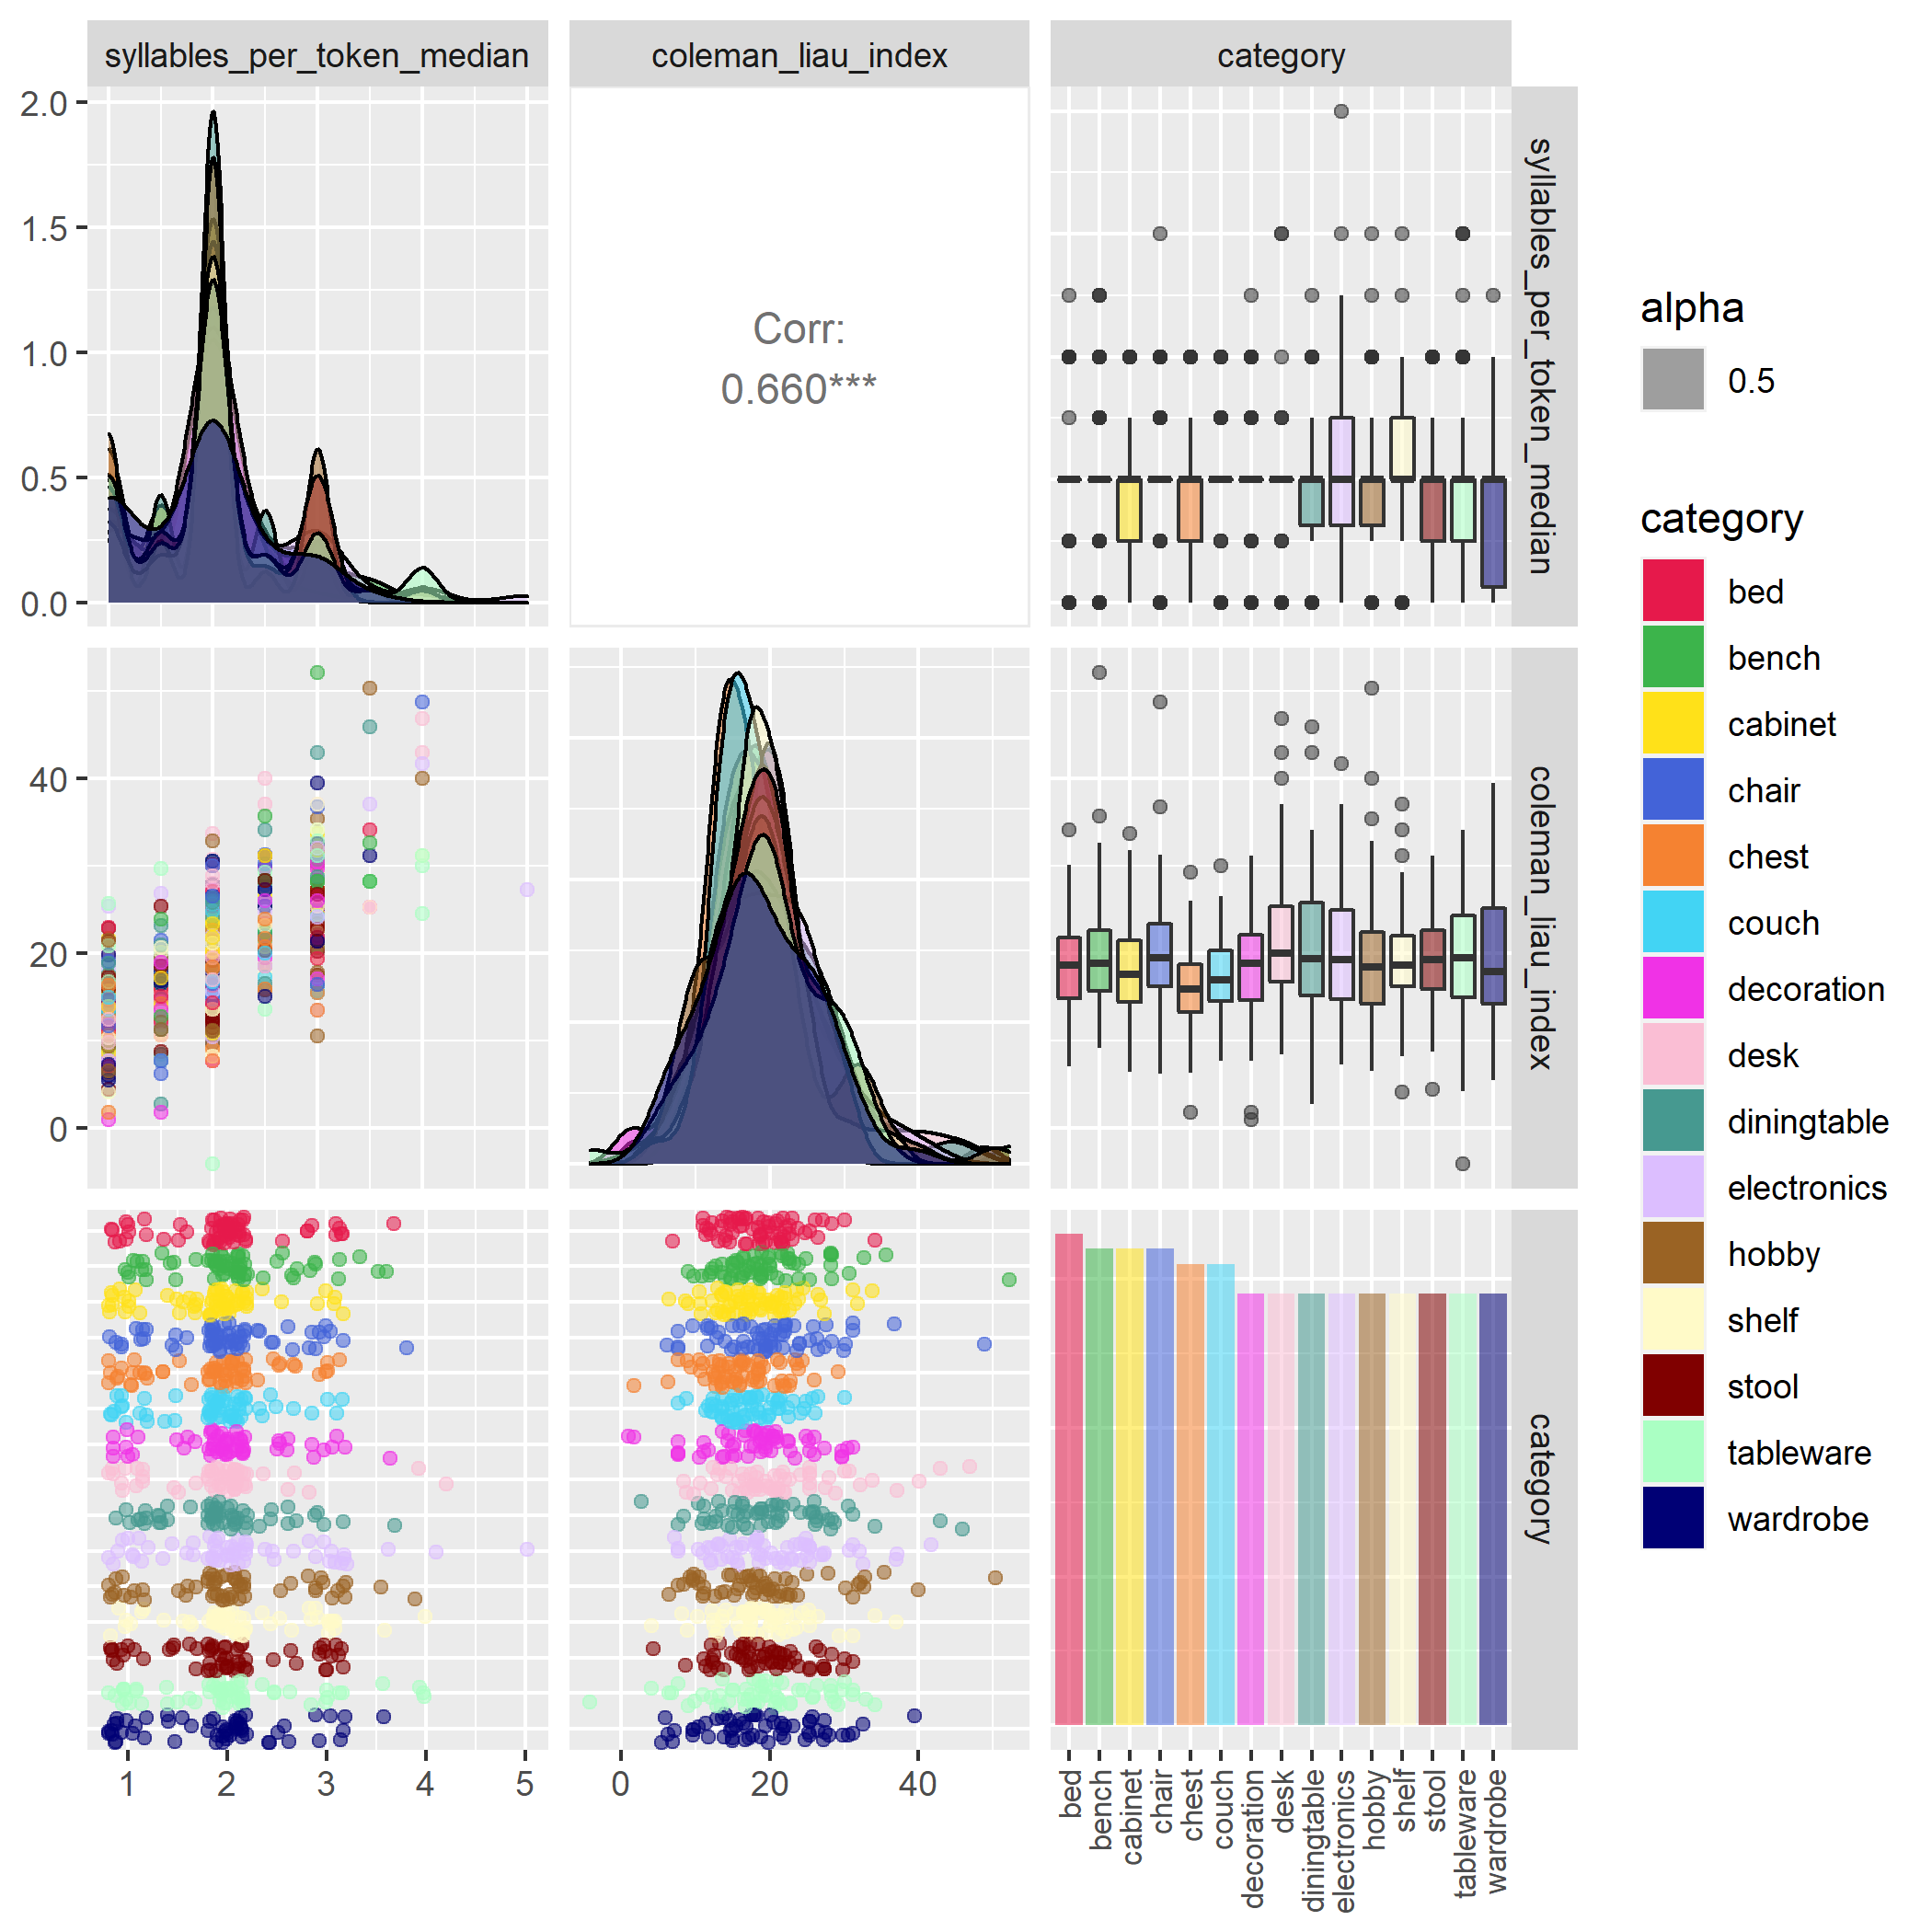 syllables_per_token_median
coleman_liau_index
category
2.0
1.5
1.0
0.5
0.0
Corr:
0.660***
syllables_per_token_median
40
20
0
coleman_liau_index
category
1
2
3
4
5
0
20
40
bed
bench
cabinet
chair
chest
couch
decoration
desk
diningtable
electronics
hobby
shelf
stool
tableware
wardrobe
alpha
0.5
category
bed
bench
cabinet
chair
chest
couch
decoration
desk
diningtable
electronics
hobby
shelf
stool
tableware
wardrobe